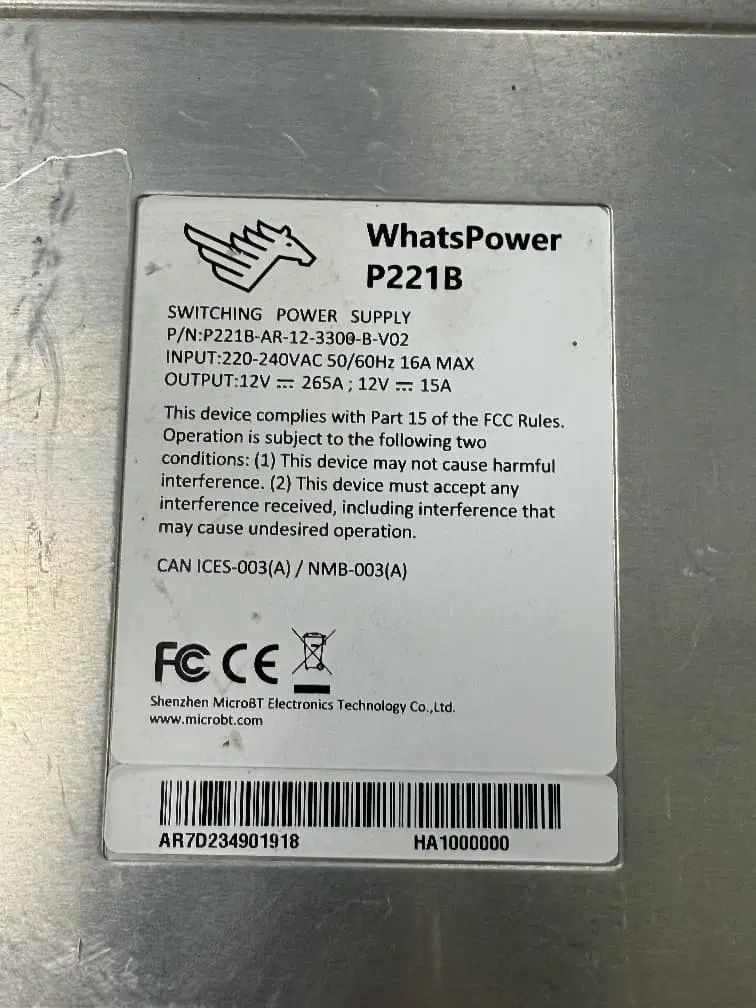 WhatsPower
P221B
SWITCHING POWER SUPPLY
P/N:P221B-AR-12-3300-B-V02
INPUT:220-240VAC 50/60Hz 16A MAX
OUTPUT:12V ⎓ 265A ; 12V ⎓ 15A
This device complies with Part 15 of the FCC Rules.
Operation is subject to the following two
conditions: (1) This device may not cause harmful
interference. (2) This device must accept any
interference received, including interference that
may cause undesired operation.
CAN ICES-003(A) / NMB-003(A)
FC CE
Shenzhen MicroBT Electronics Technology Co.,Ltd.
www.microbt.com
AR7D234901918 HA1000000